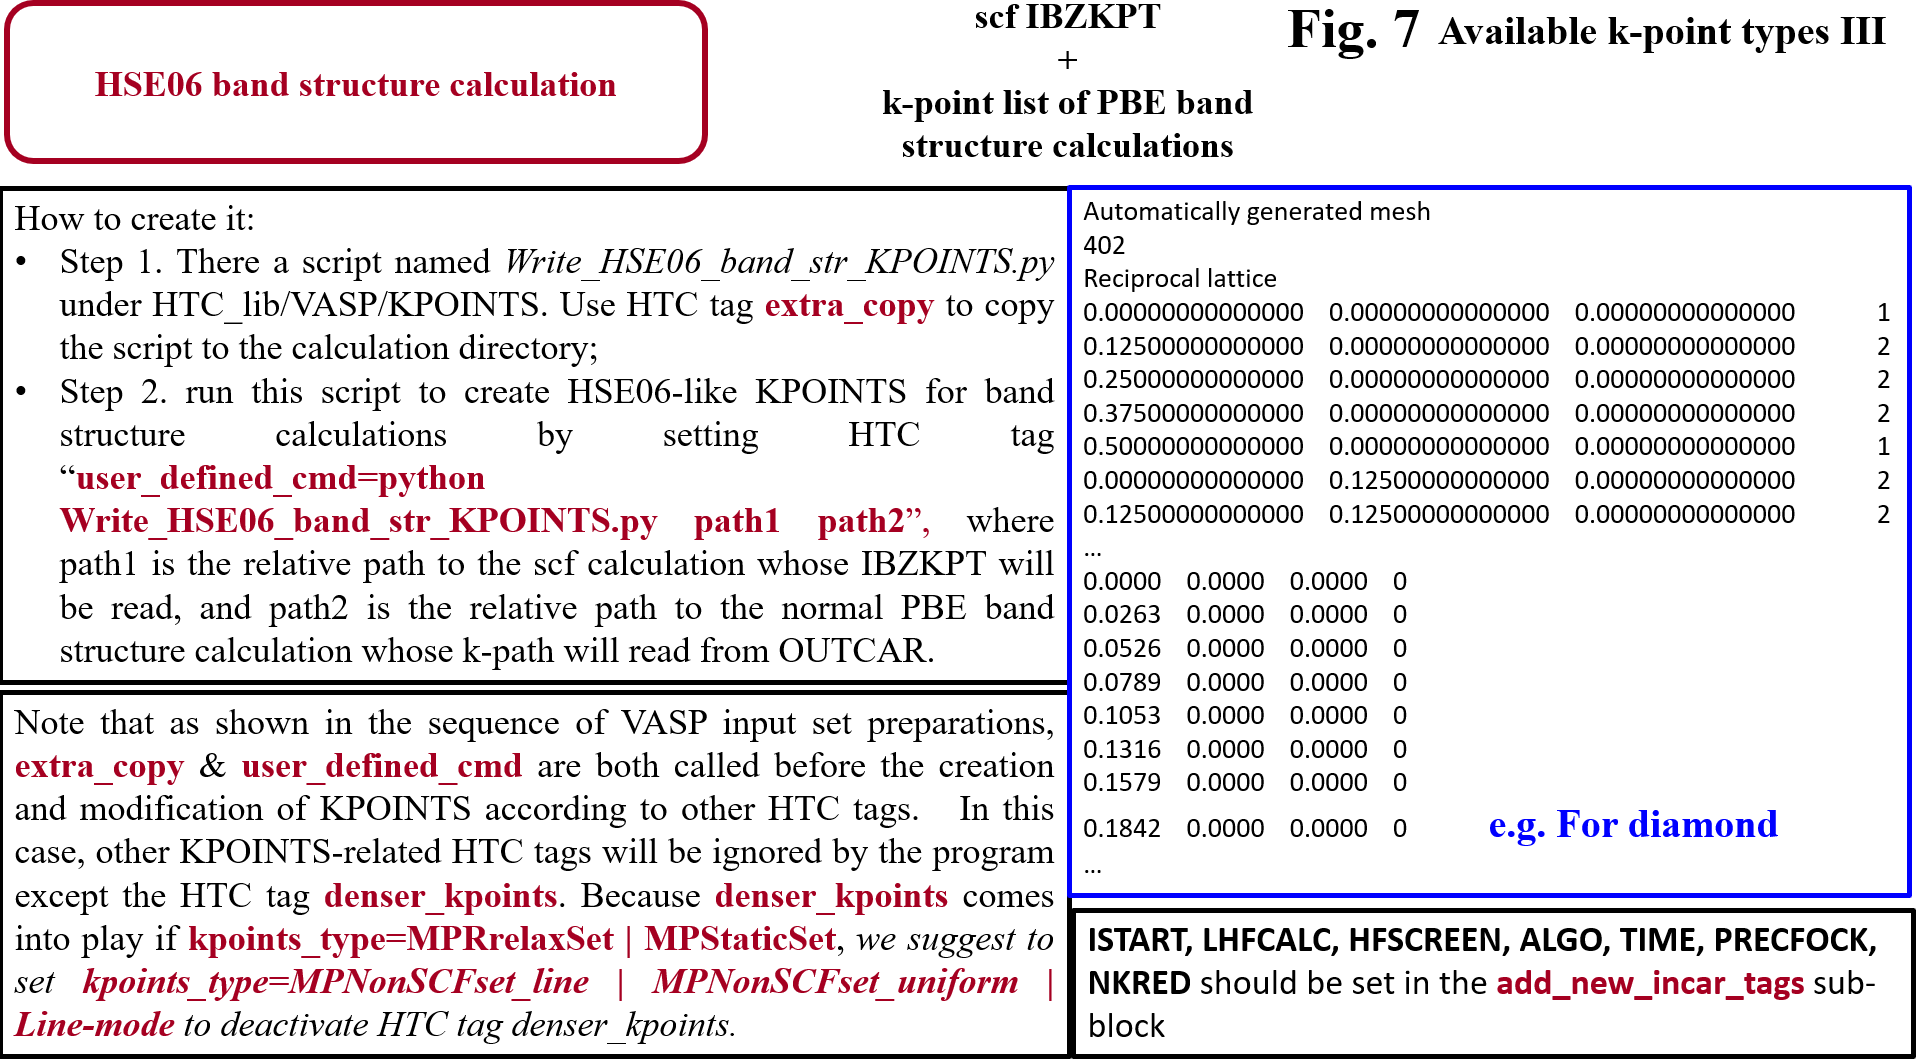 HSE06 band structure calculation
scf IBZKPT
+
k-point list of PBE band
structure calculations
Fig. 7 Available k-point types III
How to create it:
• Step 1. There a script named Write_HSE06_band_str_KPOINTS.py
under HTC_lib/VASP/KPOINTS. Use HTC tag extra_copy to copy
the script to the calculation directory;
• Step 2. run this script to create HSE06-like KPOINTS for band
structure calculations by setting HTC tag
“user_defined_cmd=python
Write_HSE06_band_str_KPOINTS.py path1 path2”, where
path1 is the relative path to the scf calculation whose IBZKPT will
be read, and path2 is the relative path to the normal PBE band
structure calculation whose k-path will read from OUTCAR.
Note that as shown in the sequence of VASP input set preparations,
extra_copy & user_defined_cmd are both called before the creation
and modification of KPOINTS according to other HTC tags. In this
case, other KPOINTS-related HTC tags will be ignored by the program
except the HTC tag denser_kpoints. Because denser_kpoints comes
into play if kpoints_type=MPRrelaxSet | MPStaticSet, we suggest to
set kpoints_type=MPNonSCFset_line | MPNonSCFset_uniform |
Line-mode to deactivate HTC tag denser_kpoints.
Automatically generated mesh
402
Reciprocal lattice
0.00000000000000 0.00000000000000 0.00000000000000 1
0.12500000000000 0.00000000000000 0.00000000000000 2
0.25000000000000 0.00000000000000 0.00000000000000 2
0.37500000000000 0.00000000000000 0.00000000000000 2
0.50000000000000 0.00000000000000 0.00000000000000 1
0.00000000000000 0.12500000000000 0.00000000000000 2
0.12500000000000 0.12500000000000 0.00000000000000 2
...
0.0000 0.0000 0.0000 0
0.0263 0.0000 0.0000 0
0.0526 0.0000 0.0000 0
0.0789 0.0000 0.0000 0
0.1053 0.0000 0.0000 0
0.1316 0.0000 0.0000 0
0.1579 0.0000 0.0000 0
0.1842 0.0000 0.0000 0 e.g. For diamond
...
ISTART, LHFCALC, HFSCREEN, ALGO, TIME, PRECFOCK,
NKRED should be set in the add_new_incar_tags sub-
block